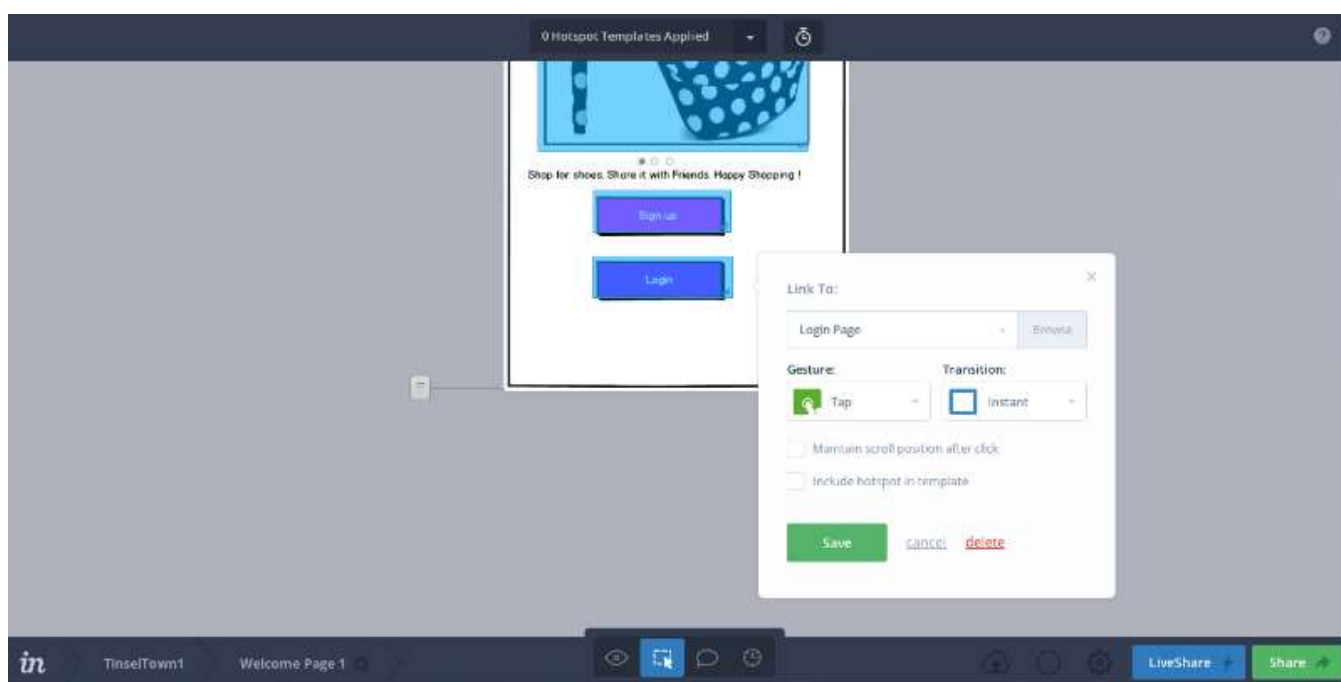 0 Hotspot Templates Applied
Shop for shoes. Share it with Friends. Happy Shopping !
Sign up
Login
Link To:
Login Page
Browse
Gesture:
Transition:
Tap
Instant
Maintain scroll position after click
Include hotspot in template
Save
cancel
delete
in
TinselTown1
Welcome Page 1
LiveShare
Share